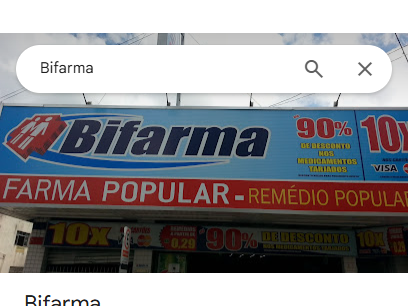 Bifarma
Bifarma
90%
DE DESCONTO
NOS
MEDICAMENTOS
TARJADOS
10x
VISA
FARMA POPULAR - REMÉDIO POPULAR
10x
0,29
90% DE DESCONTO
10x
Bifarma